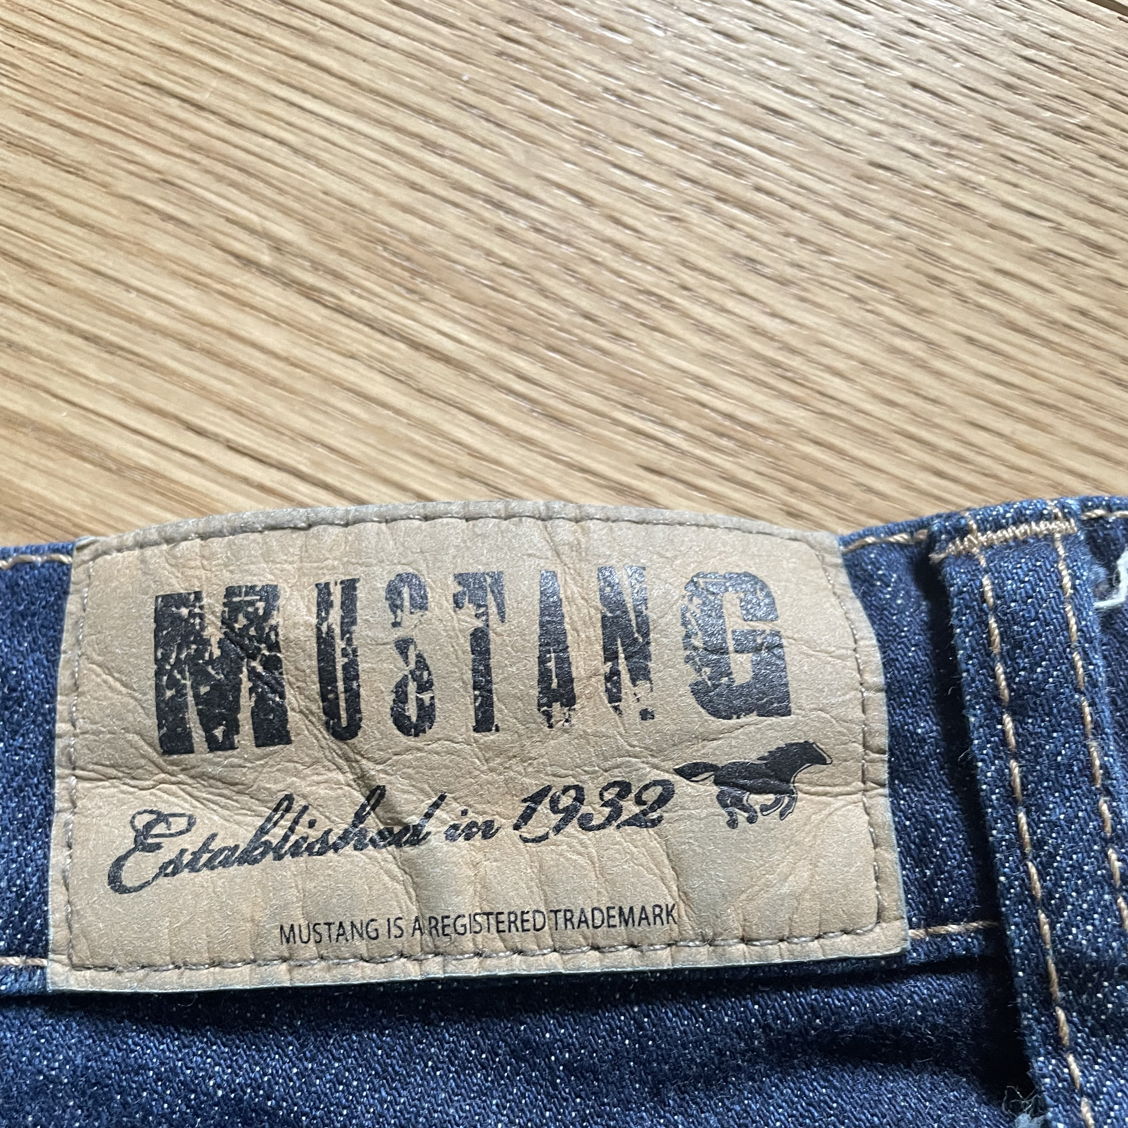 MUSTANG
Established in 1932
MUSTANG IS A REGISTERED TRADEMARK